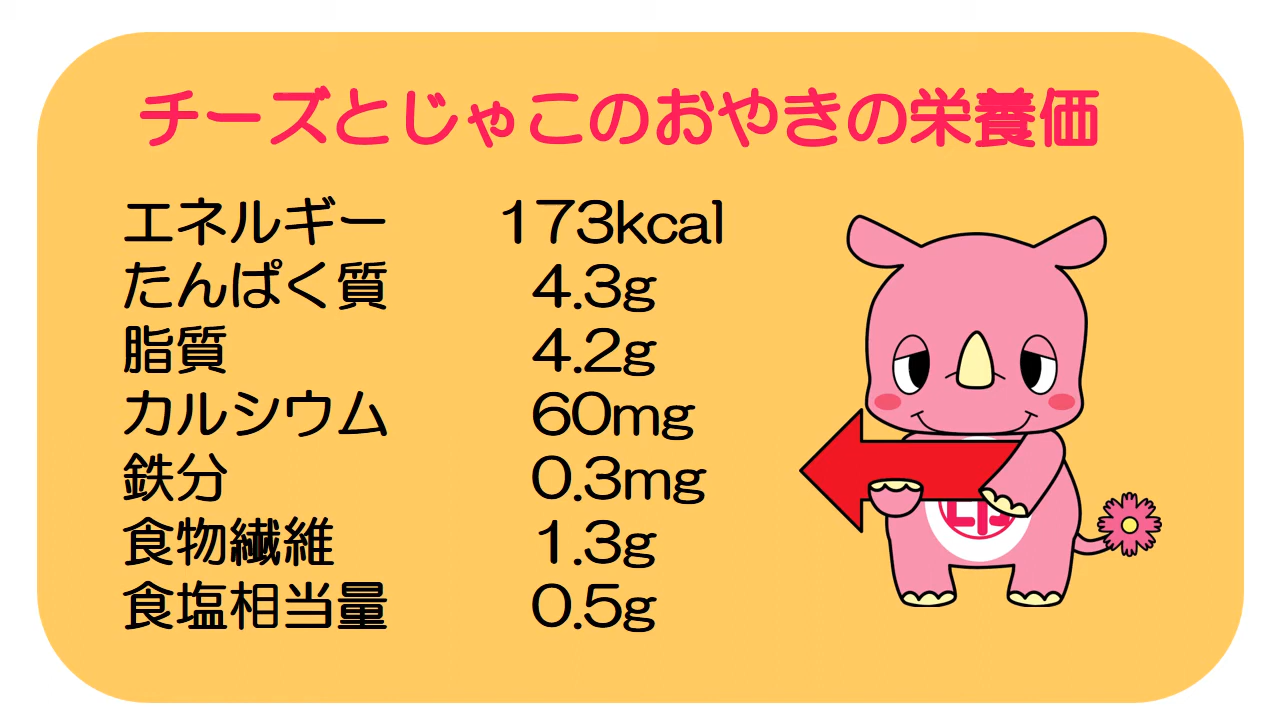 チーズとじゃこのおやきの栄養価
エネルギー 173kcal
たんぱく質 4.3g
脂質 4.2g
カルシウム 60mg
鉄分 0.3mg
食物繊維 1.3g
食塩相当量 0.5g